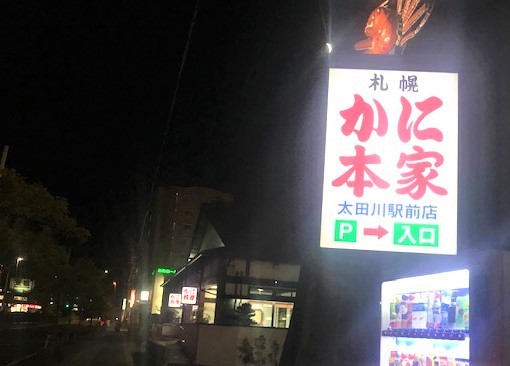 札幌
かに
本家
太田川駅前店
P → 入口